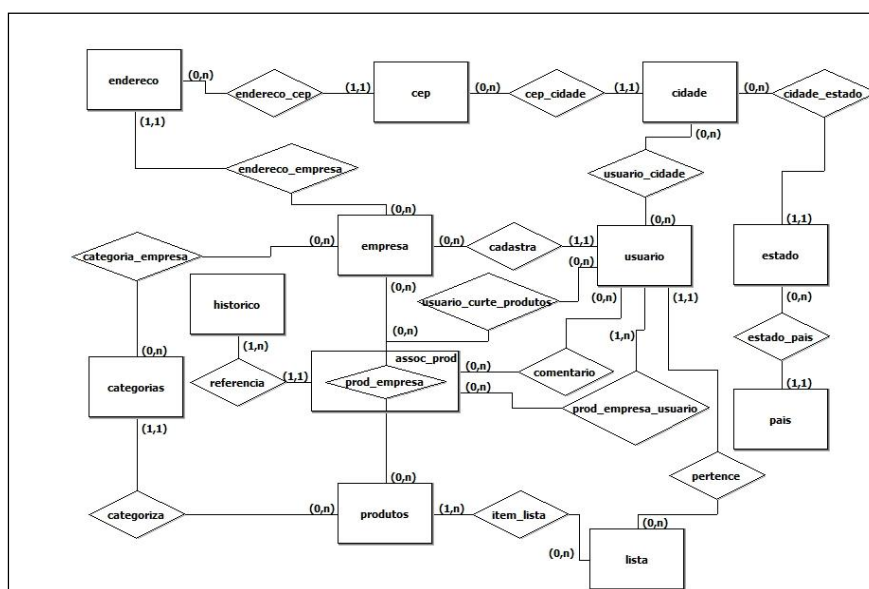 (0,n)
endereco
endereco_cep
(1,1)
cep
(0,n)
cep_cidade
(1,1)
cidade
(0,n)
cidade_estado
(1,1)
(0,n)
endereco_empresa
usuario_cidade
(0,n)
(0,n)
(1,1)
categoria_empresa
(0,n)
empresa
(0,n)
cadastra
(1,1)
usuario
estado
(0,n)
(0,n)
usuario_curte_produtos
(0,n)
(1,1)
(0,n)
historico
(1,n)
(0,n)
(1,n)
estado_pais
(0,n)
assoc_prod
categorias
referencia
(1,1)
prod_empresa
(0,n)
comentario
(1,1)
(0,n)
prod_empresa_usuario
pais
(1,1)
(0,n)
pertence
categoriza
(0,n)
produtos
(1,n)
item_lista
(0,n)
(0,n)
lista